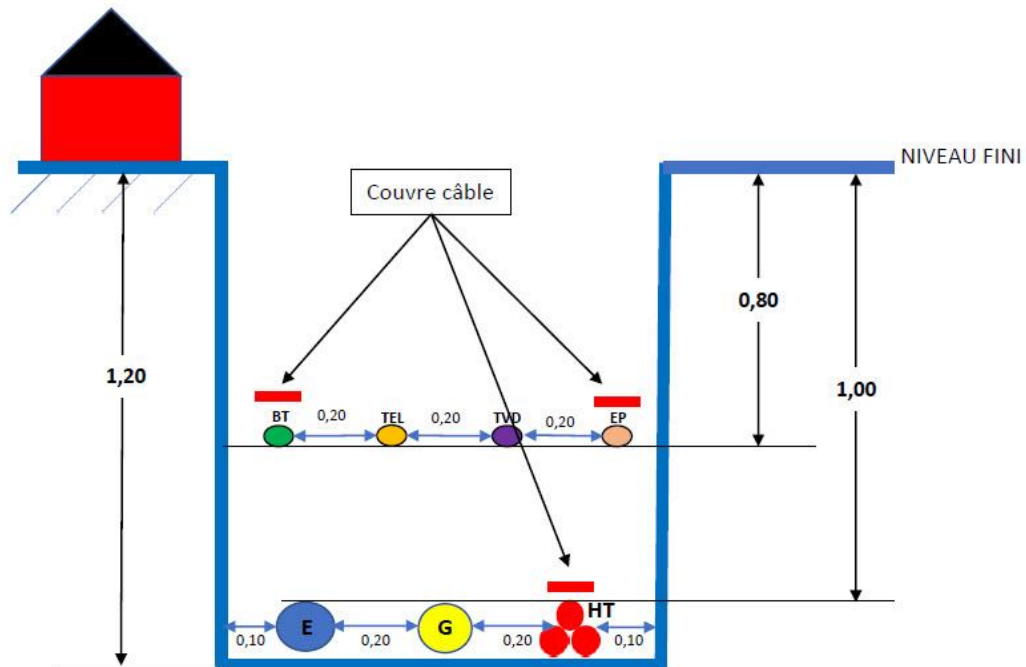 NIVEAU FINI
Couvre câble
0,80
1,20
1,00
BT
0,20
TEL
0,20
TVD
0,20
EP
HT
E
G
0,10
0,20
0,20
0,10